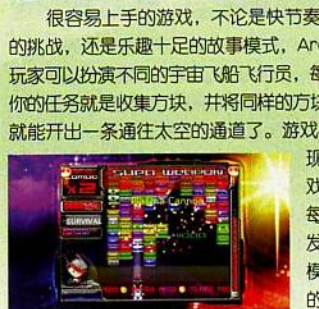 很容易上手的游戏，不论是快节奏
的挑战，还是乐趣十足的故事模式，Ar
玩家可以扮演不同的宇宙飞船飞行员，每
你的任务就是收集方块，并将同样的方块
就能开出一条通往太空的通道了。游戏
现
戏
每
发
模
的
COMBO
x2
SUPA WEAPON
SURVIVAL